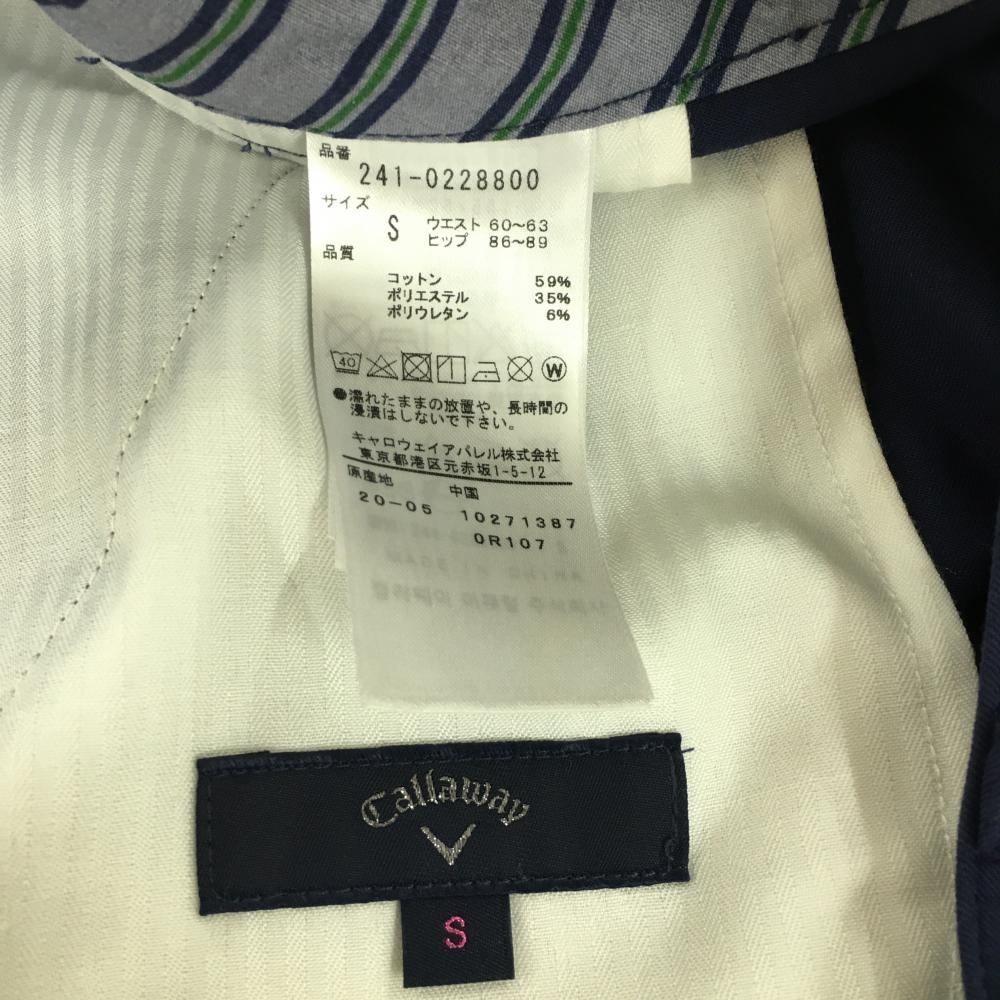 品番
241-0228800
サイズ
S ウエスト 60~63
ヒップ 86~89
品質
コットン 59%
ポリエステル 35%
ポリウレタン 6%
40 W
●濡れたままの放置や、長時間の
浸漬はしないで下さい。
キャロウェイアパレル株式会社
東京都港区元赤坂1-5-12
原産地 中国
20-05 10271387
0R107
Callaway
S